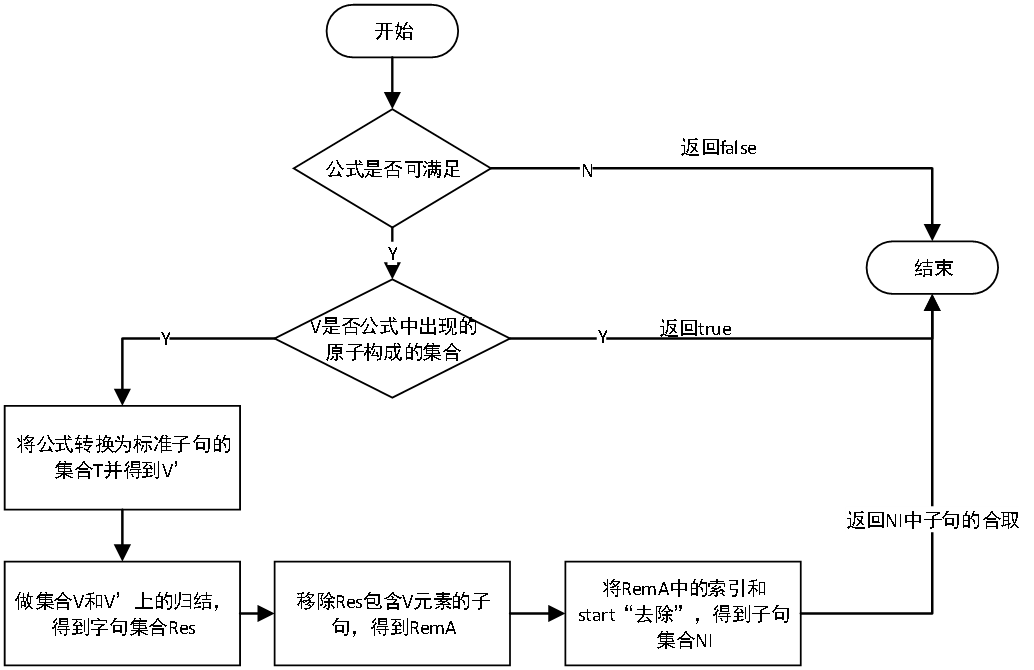 开始
公式是否可满足
N
返回false
Y
结束
V是否公式中出现的
原子构成的集合
Y
Y
返回true
将公式转换为标准子句的
集合T并得到V’
返回NI中子句的合取
做集合V和V’上的归结，
得到字句集合Res
移除Res包含V元素的子
句，得到RemA
将RemA中的索引和
start“去除”，得到子句
集合NI